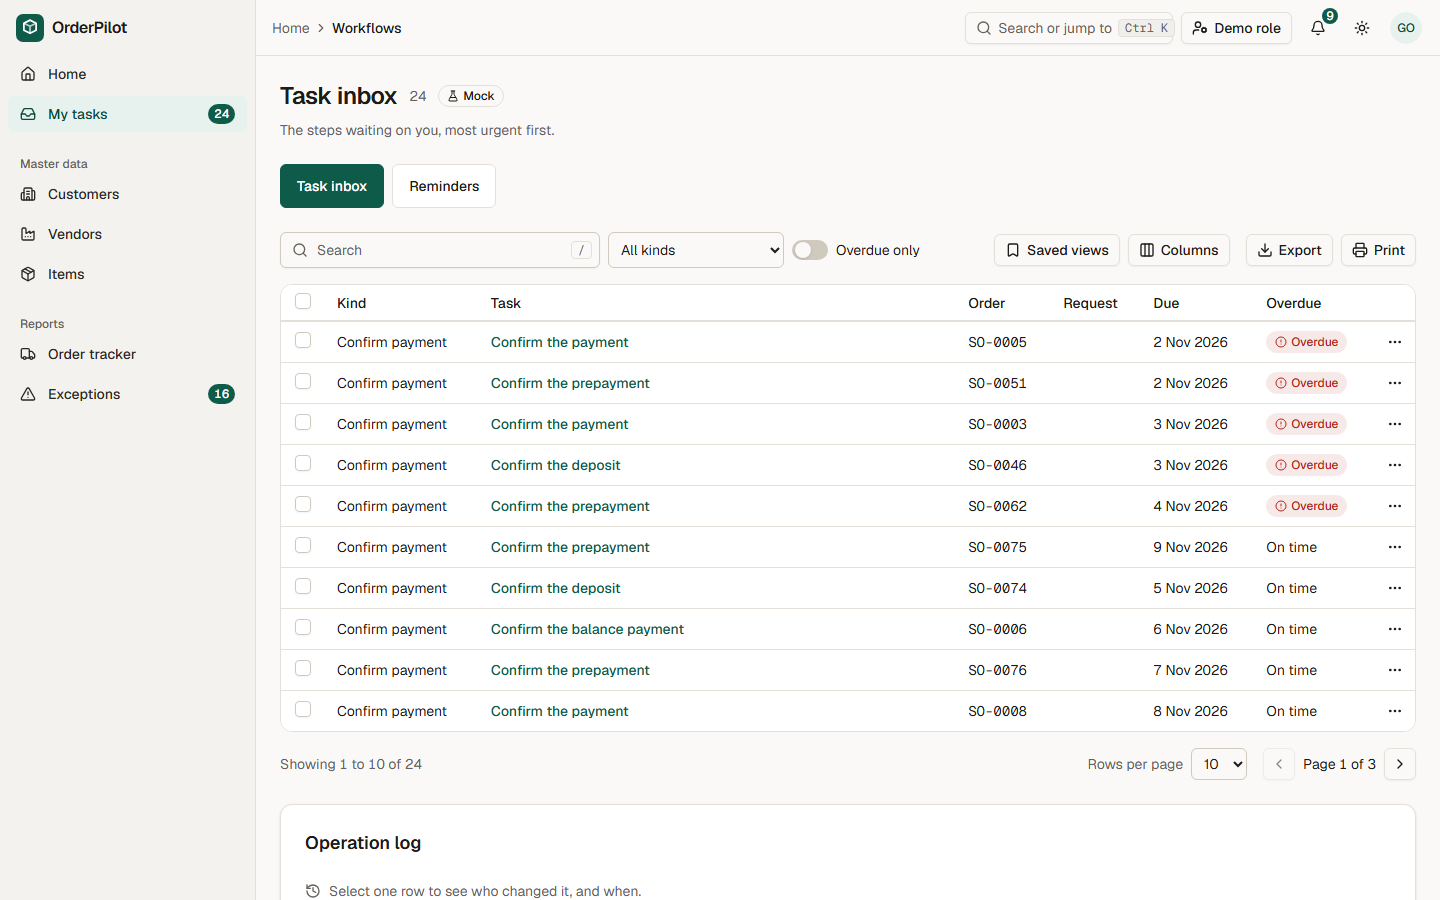 OrderPilot
Home
My tasks 24
Master data
Customers
Vendors
Items
Reports
Order tracker
Exceptions 16
Home > Workflows
Search or jump to Ctrl K
Demo role
9
GO
Task inbox 24 Mock
The steps waiting on you, most urgent first.
Task inbox Reminders
Search / All kinds Overdue only Saved views Columns Export Print
Kind Task Order Request Due Overdue
Confirm payment Confirm the payment SO-0005 2 Nov 2026 Overdue
Confirm payment Confirm the prepayment SO-0051 2 Nov 2026 Overdue
Confirm payment Confirm the payment SO-0003 3 Nov 2026 Overdue
Confirm payment Confirm the deposit SO-0046 3 Nov 2026 Overdue
Confirm payment Confirm the prepayment SO-0062 4 Nov 2026 Overdue
Confirm payment Confirm the prepayment SO-0075 9 Nov 2026 On time
Confirm payment Confirm the deposit SO-0074 5 Nov 2026 On time
Confirm payment Confirm the balance payment SO-0006 6 Nov 2026 On time
Confirm payment Confirm the prepayment SO-0076 7 Nov 2026 On time
Confirm payment Confirm the payment SO-0008 8 Nov 2026 On time
Showing 1 to 10 of 24 Rows per page 10 Page 1 of 3
Operation log
Select one row to see who changed it, and when.